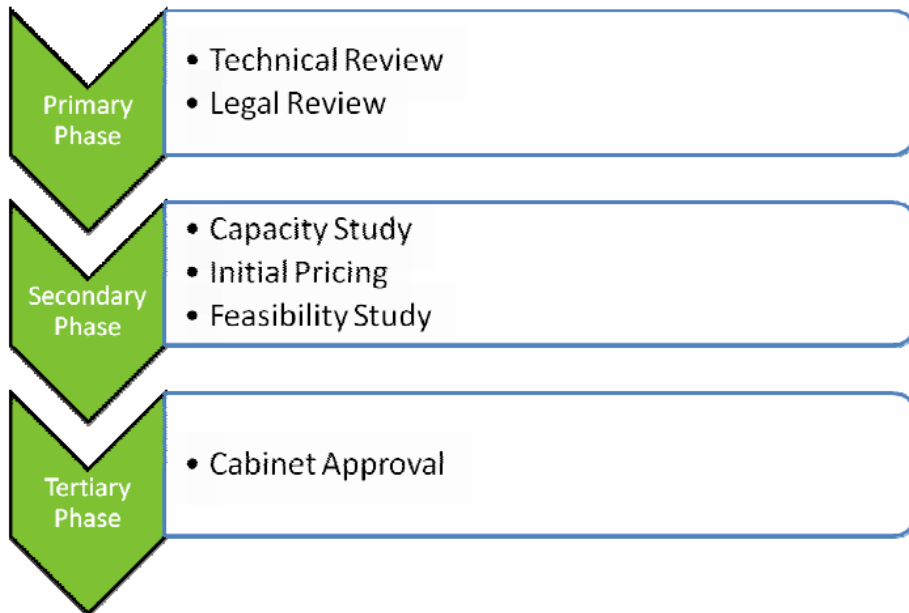 Primary
Phase
• Technical Review
• Legal Review
Secondary
Phase
• Capacity Study
• Initial Pricing
• Feasibility Study
Tertiary
Phase
• Cabinet Approval